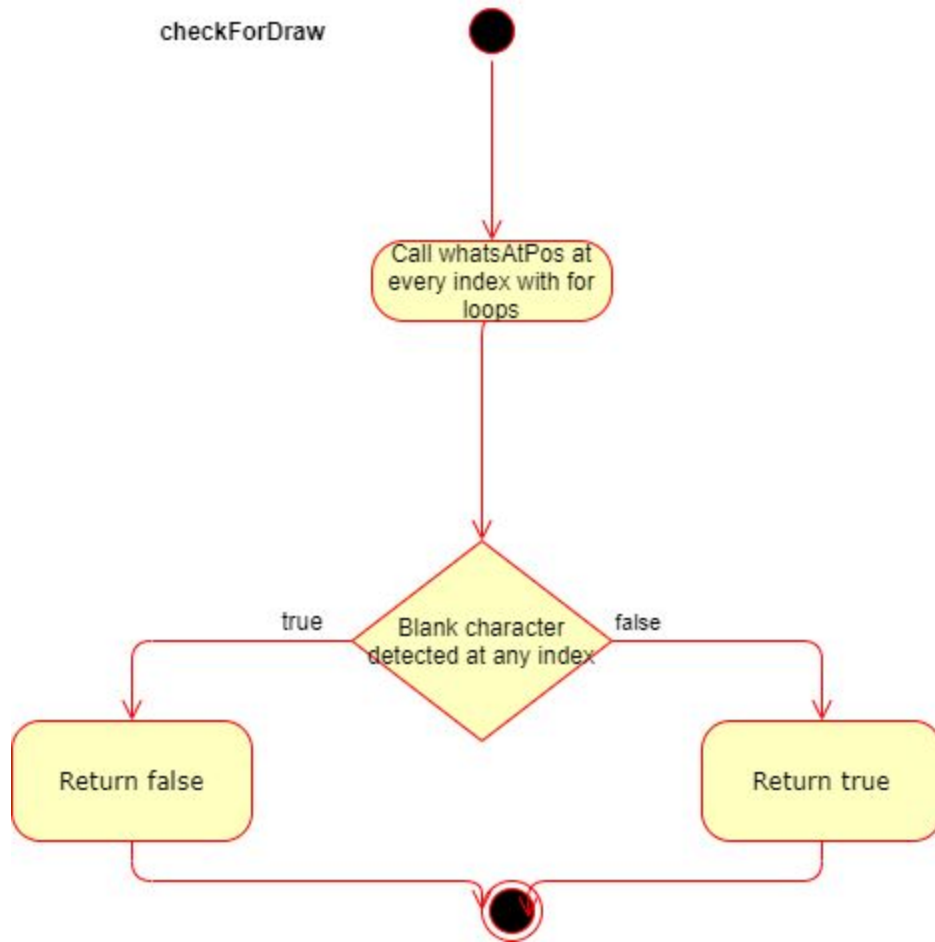 checkForDraw
Call whatsAtPos at
every index with for
loops
true
false
Blank character
detected at any index
Return false
Return true